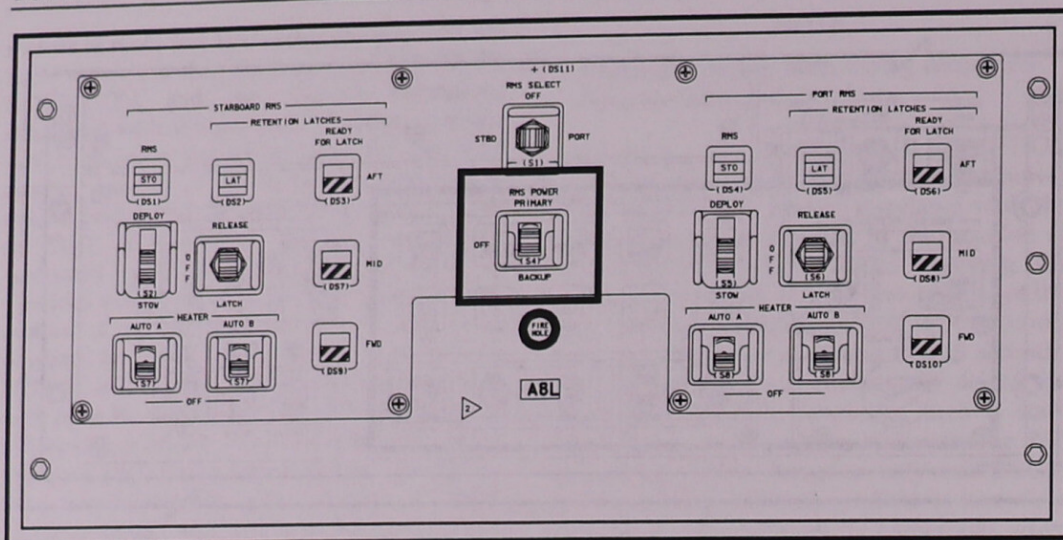 + (DS11)
RMS SELECT
OFF
STBD
PORT
(S1)
STARBOARD RMS
RETENTION LATCHES
READY
FOR LATCH
RMS
STO
(DS1)
LAT
(DS2)
(DS3)
AFT
DEPLOY
(S2)
STOW
RELEASE
OFF
LATCH
(DS7)
MID
HEATER
AUTO A
AUTO B
(S7)
(S7)
OFF
(DS9)
FWD
RMS POWER
PRIMARY
OFF
(S4)
BACKUP
FIRE
HOLE
A8L
2
PORT RMS
RETENTION LATCHES
READY
FOR LATCH
RMS
STO
(DS4)
LAT
(DS5)
(DS6)
AFT
DEPLOY
(S5)
STOW
RELEASE
OFF
(S6)
LATCH
(DS8)
MID
HEATER
AUTO A
AUTO B
(S8)
(S8)
OFF
(DS10)
FWD